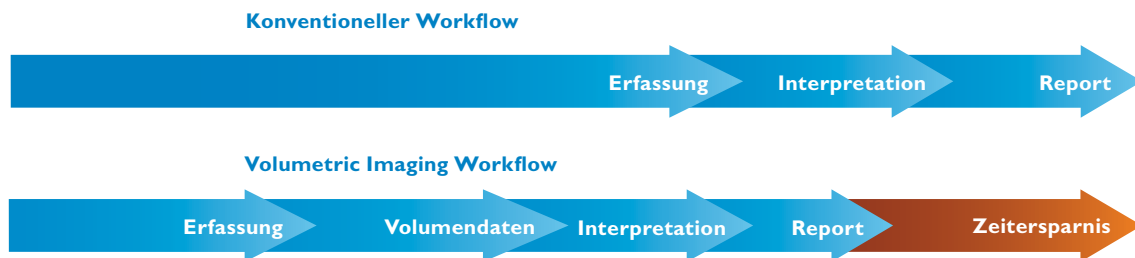 Konventioneller Workflow
Erfassung Interpretation Report
Volumetric Imaging Workflow
Erfassung Volumendaten Interpretation Report Zeitersparnis